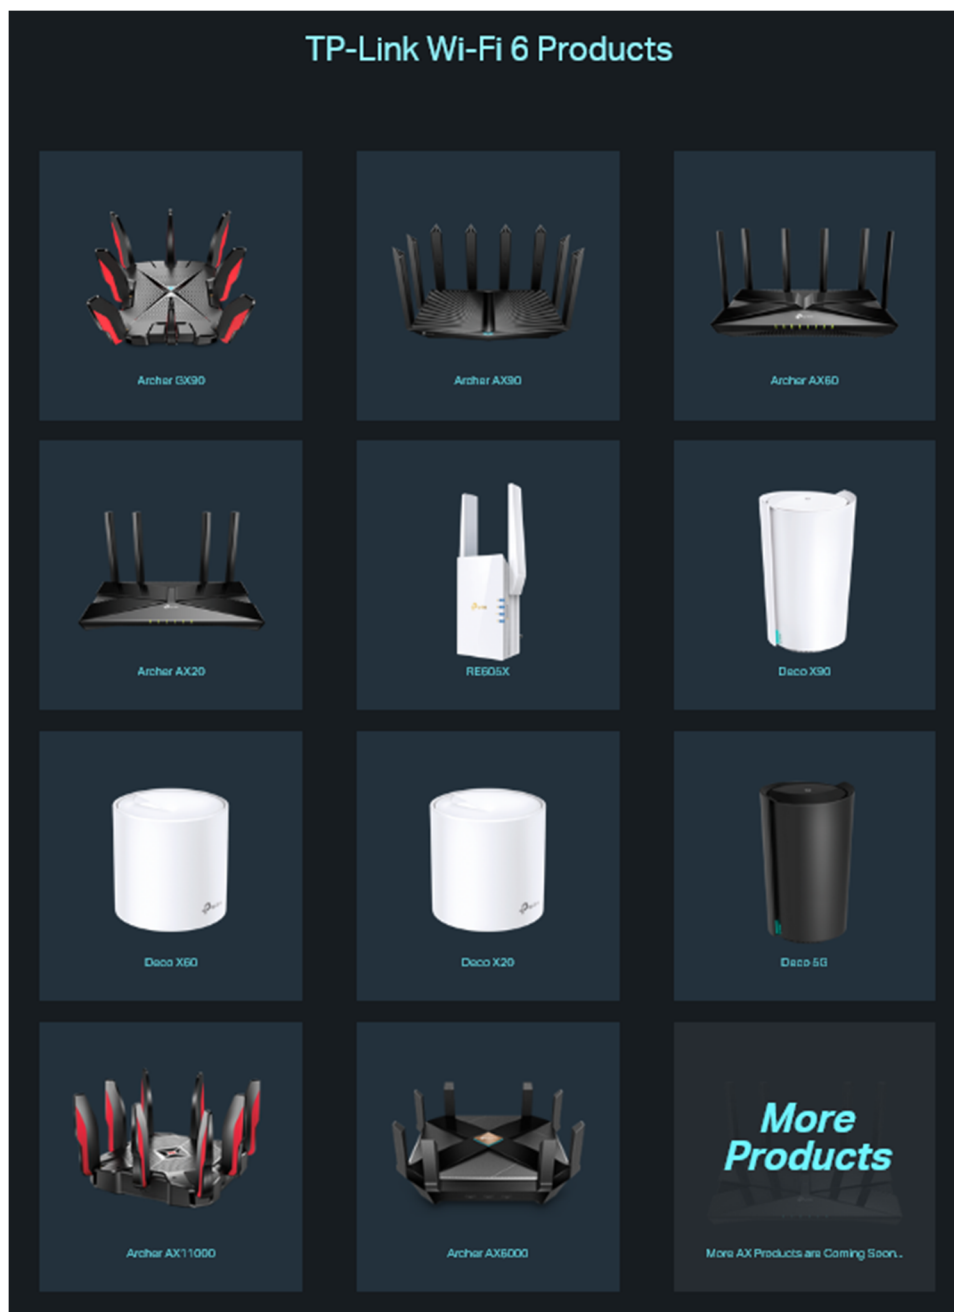 TP-Link Wi-Fi 6 Products
Archer GX90
Archer AX90
Archer AX60
Archer AX20
RE605X
Deco X90
Deco X60
Deco X20
Deco 5G
Archer AX11000
Archer AX6000
More
Products
More AX Products are Coming Soon...